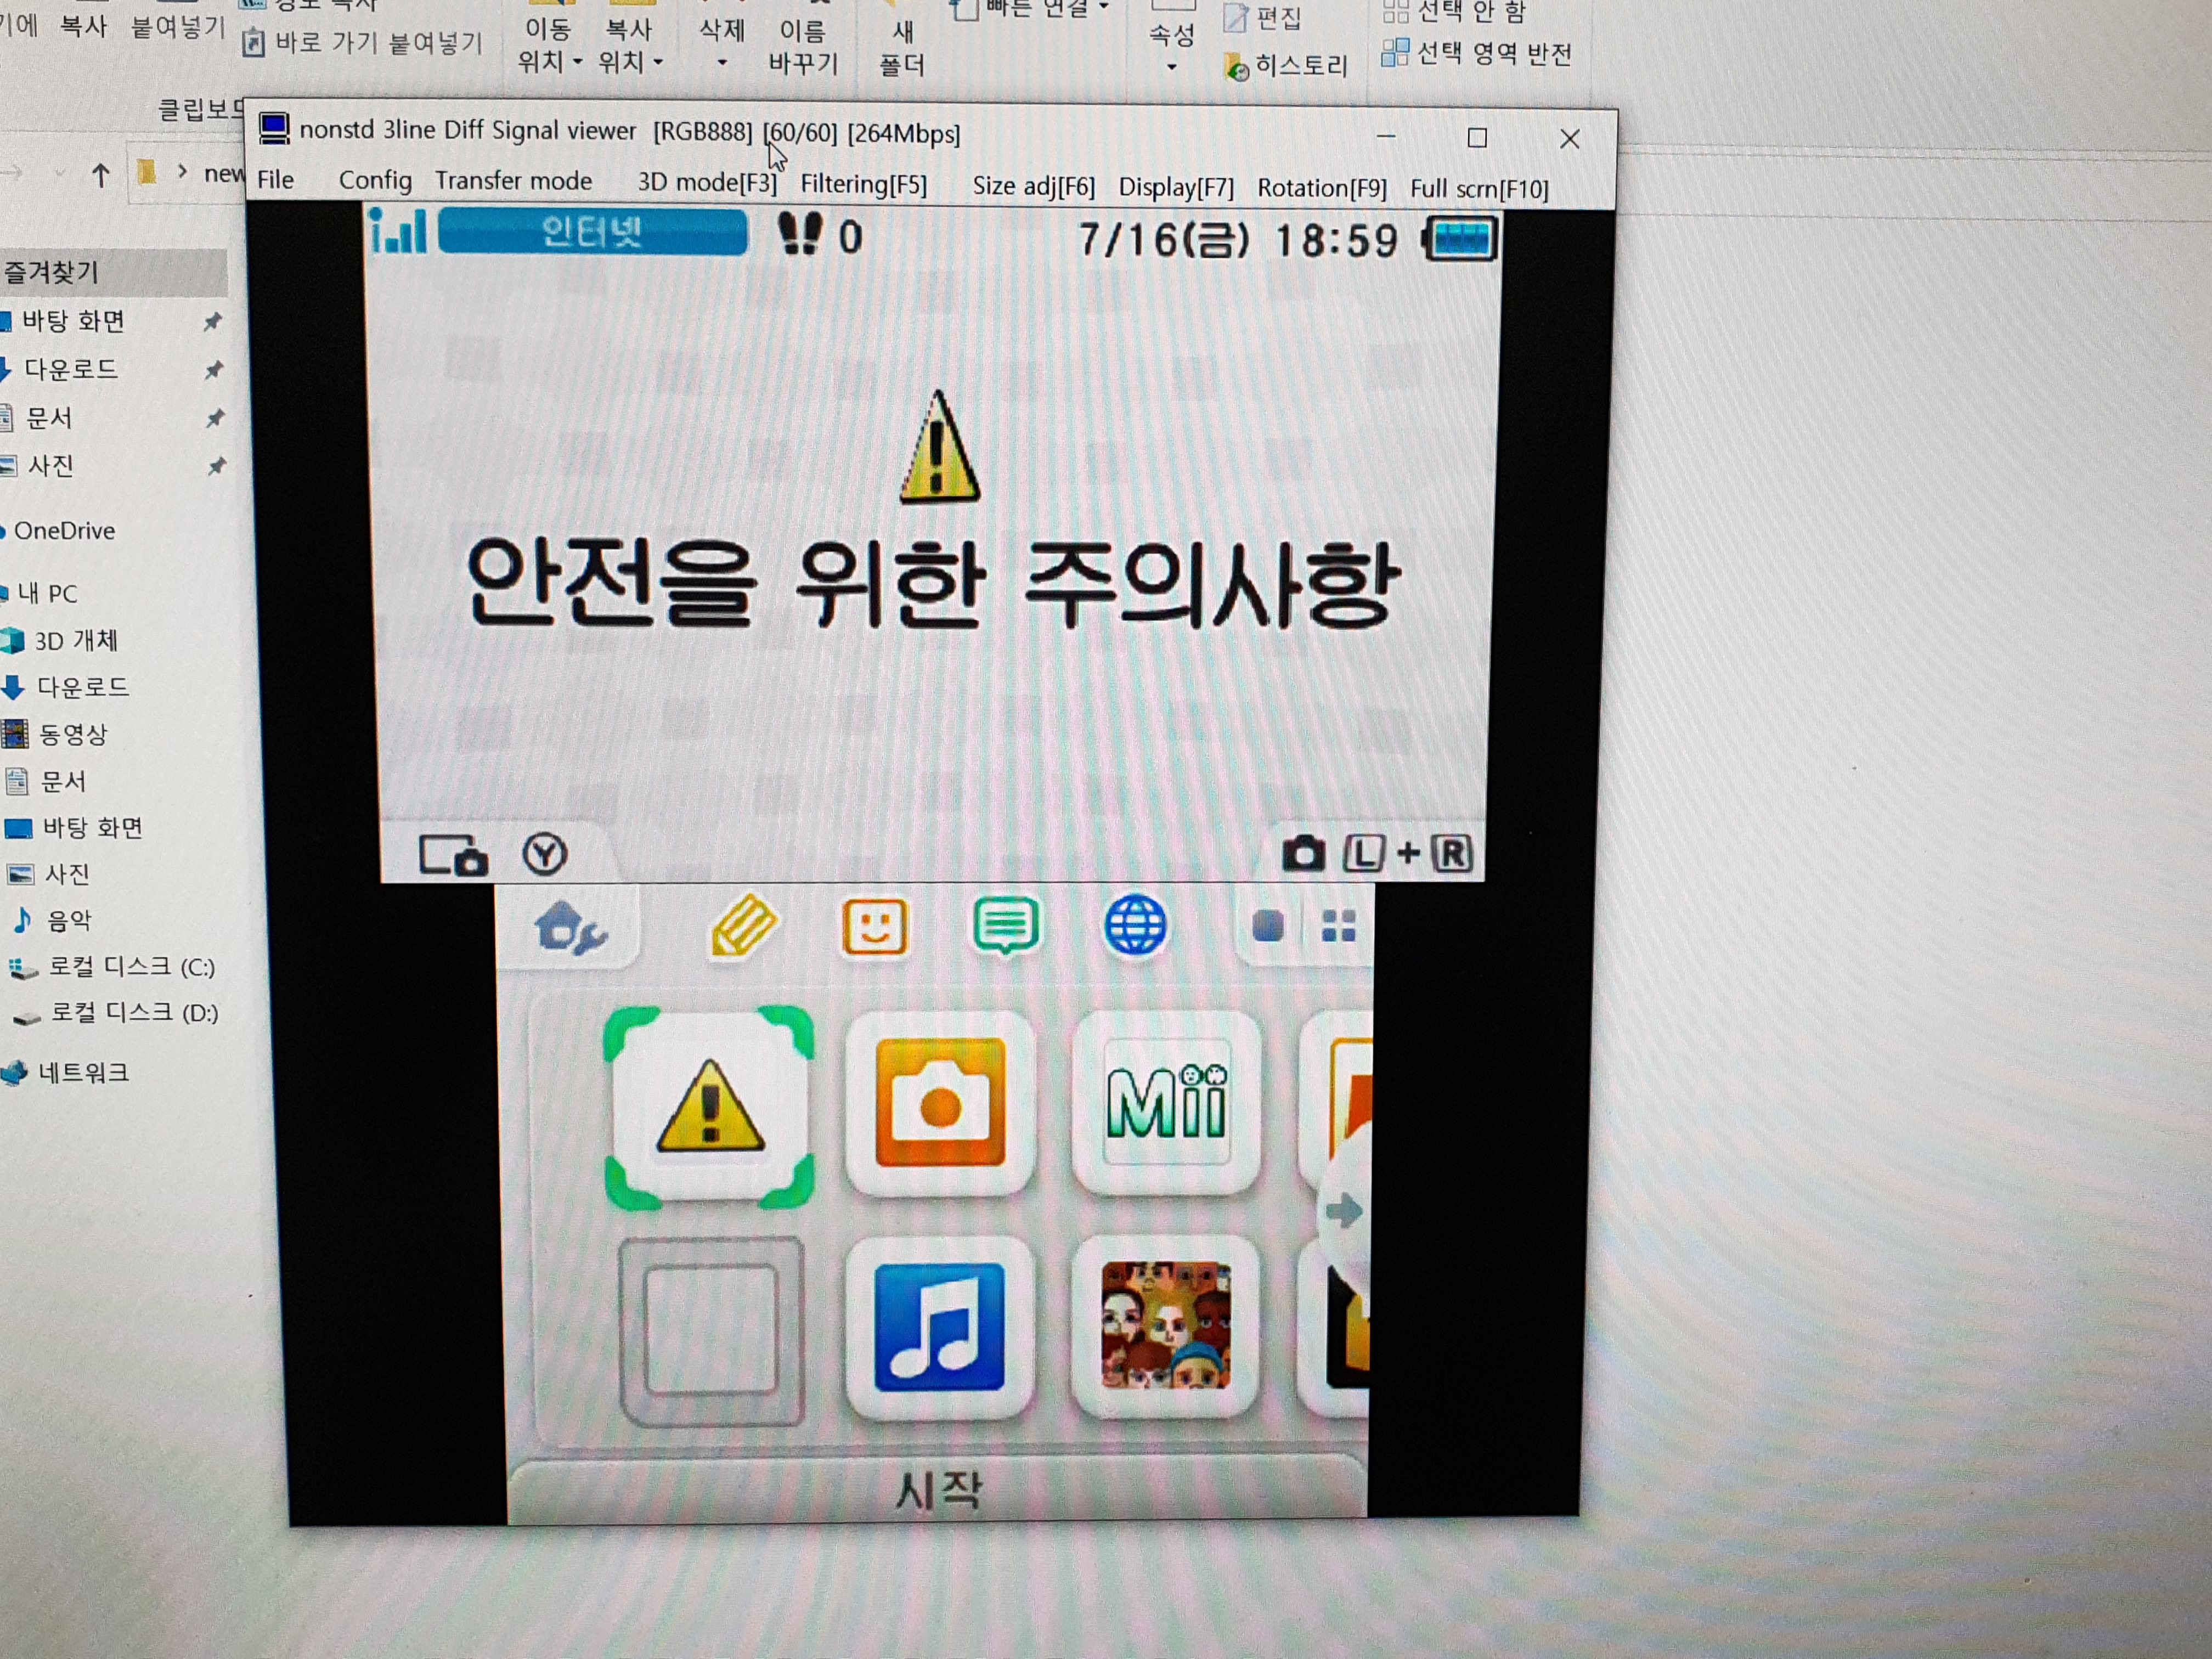 복사
붙여넣기
바로 가기 붙여넣기
이동
위치
복사
위치
삭제
이름
바꾸기
새
폴더
빠른 연결
속성
편집
히스토리
선택 안 함
선택 영역 반전
클립보드
new
nonstd 3line Diff Signal viewer [RGB888] [60/60] [264Mbps]
File Config Transfer mode 3D mode[F3] Filtering[F5] Size adj[F6] Display[F7] Rotation[F9] Full scrn[F10]
인터넷 0 7/16(금) 18:59
안전을 위한 주의사항
Y L + R
Mii
시작
즐겨찾기
바탕 화면
다운로드
문서
사진
OneDrive
내 PC
3D 개체
다운로드
동영상
문서
바탕 화면
사진
음악
로컬 디스크 (C:)
로컬 디스크 (D:)
네트워크